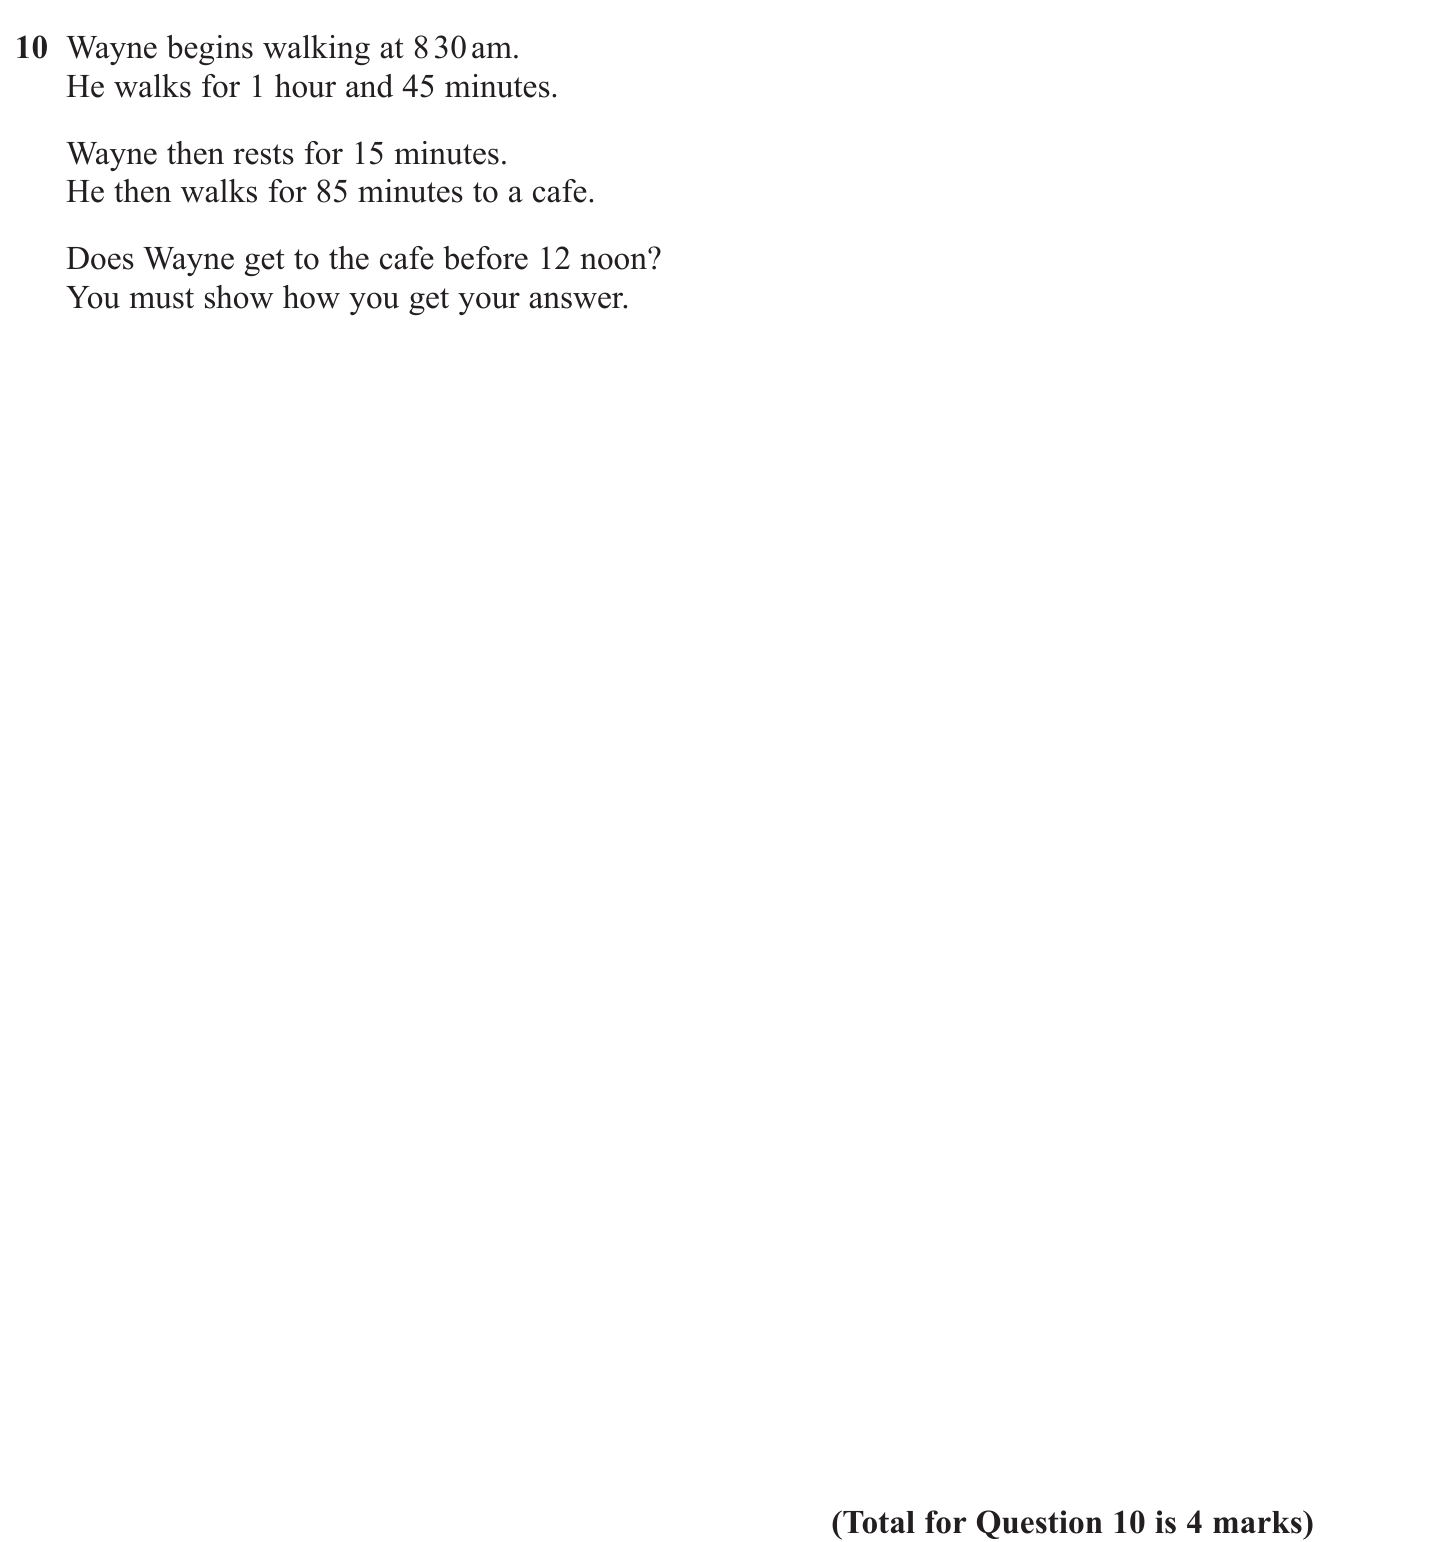 10 Wayne begins walking at 8 30 am.
He walks for 1 hour and 45 minutes.
Wayne then rests for 15 minutes.
He then walks for 85 minutes to a cafe.
Does Wayne get to the cafe before 12 noon?
You must show how you get your answer.
(Total for Question 10 is 4 marks)